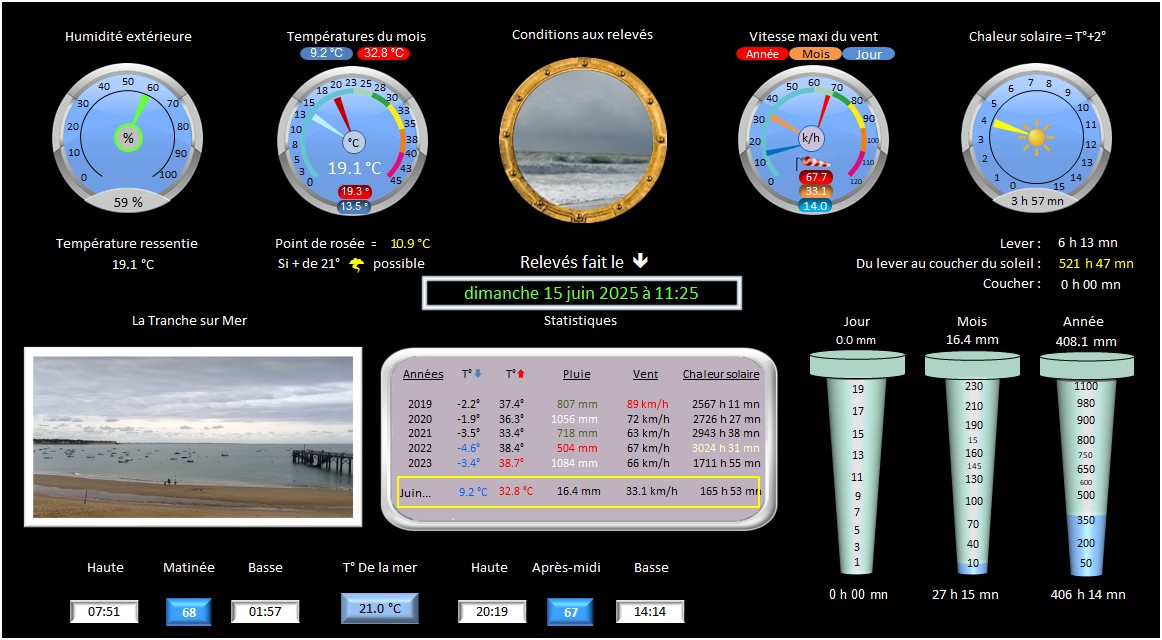 Humidité extérieure
Températures du mois
9.2 °C 32.8 °C
Conditions aux relevés
Vitesse maxi du vent
Année Mois Jour
Chaleur solaire = T°+2°
0 10 20 30 40 50 60 70 80 90 100
%
59 %
0 3 5 8 10 13 15 18 20 23 25 28 30 33 35 38 40 43 45
°C
19.1 °C
19.3 °
13.5 °
0 10 20 30 40 50 60 70 80 90 100 110 120
k/h
67.7
33.1
14.0
0 1 2 3 4 5 6 7 8 9 10 11 12 13 14 15
3 h 57 mn
Température ressentie
19.1 °C
Point de rosée = 10.9 °C
Si + de 21° possible
Relevés fait le
dimanche 15 juin 2025 à 11:25
Lever : 6 h 13 mn
Du lever au coucher du soleil : 521 h 47 mn
Coucher : 0 h 00 mn
La Tranche sur Mer
Statistiques
Années T° T° Pluie Vent Chaleur solaire
2019 -2.2° 37.4° 807 mm 89 km/h 2567 h 11 mn
2020 -1.9° 36.3° 1056 mm 72 km/h 2726 h 27 mn
2021 -3.5° 33.4° 718 mm 63 km/h 2943 h 38 mn
2022 -4.6° 38.4° 504 mm 67 km/h 3024 h 31 mn
2023 -3.4° 38.7° 1084 mm 66 km/h 1711 h 55 mn
Juin... 9.2 °C 32.8 °C 16.4 mm 33.1 km/h 165 h 53 mn
Jour
0.0 mm
19
17
15
13
11
9
7
5
3
1
0 h 00 mn
Mois
16.4 mm
230
210
190
15
160
145
130
100
70
40
10
27 h 15 mn
Année
408.1 mm
1100
980
900
800
750
650
600
500
350
200
50
406 h 14 mn
Haute Matinée Basse
07:51 68 01:57
T° De la mer
21.0 °C
Haute Après-midi Basse
20:19 67 14:14